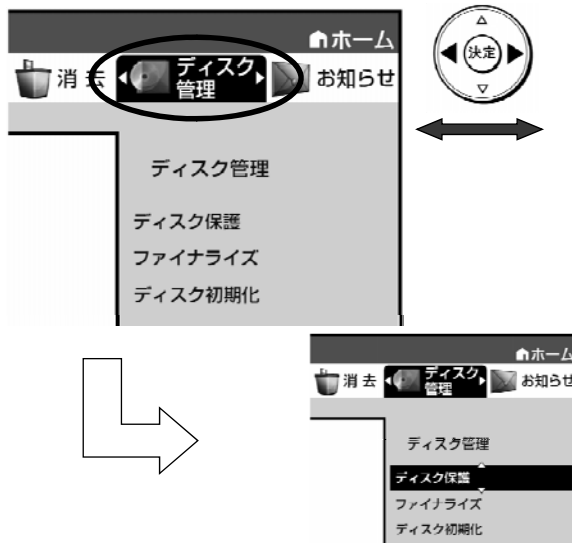 ホーム
消去
ディスク
管理
お知らせ
決定
ディスク管理
ディスク保護
ファイナライズ
ディスク初期化
ホーム
消去
ディスク
管理
お知らせ
ディスク管理
ディスク保護
ファイナライズ
ディスク初期化